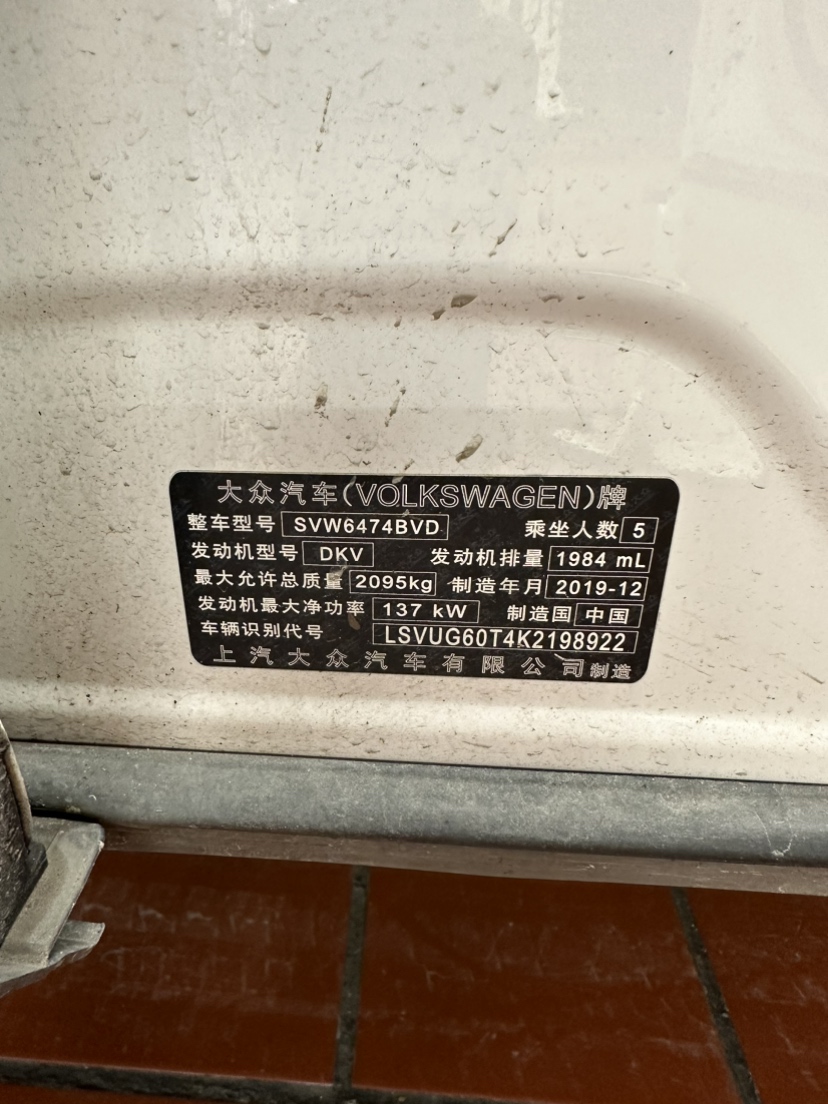 大众汽车(VOLKSWAGEN)牌
整车型号 SVW6474BVD 乘坐人数 5
发动机型号 DKV 发动机排量 1984 mL
最大允许总质量 2095kg 制造年月 2019-12
发动机最大净功率 137 kW 制造国 中国
车辆识别代号 LSVUG60T4K2198922
上汽大众汽车有限公司制造